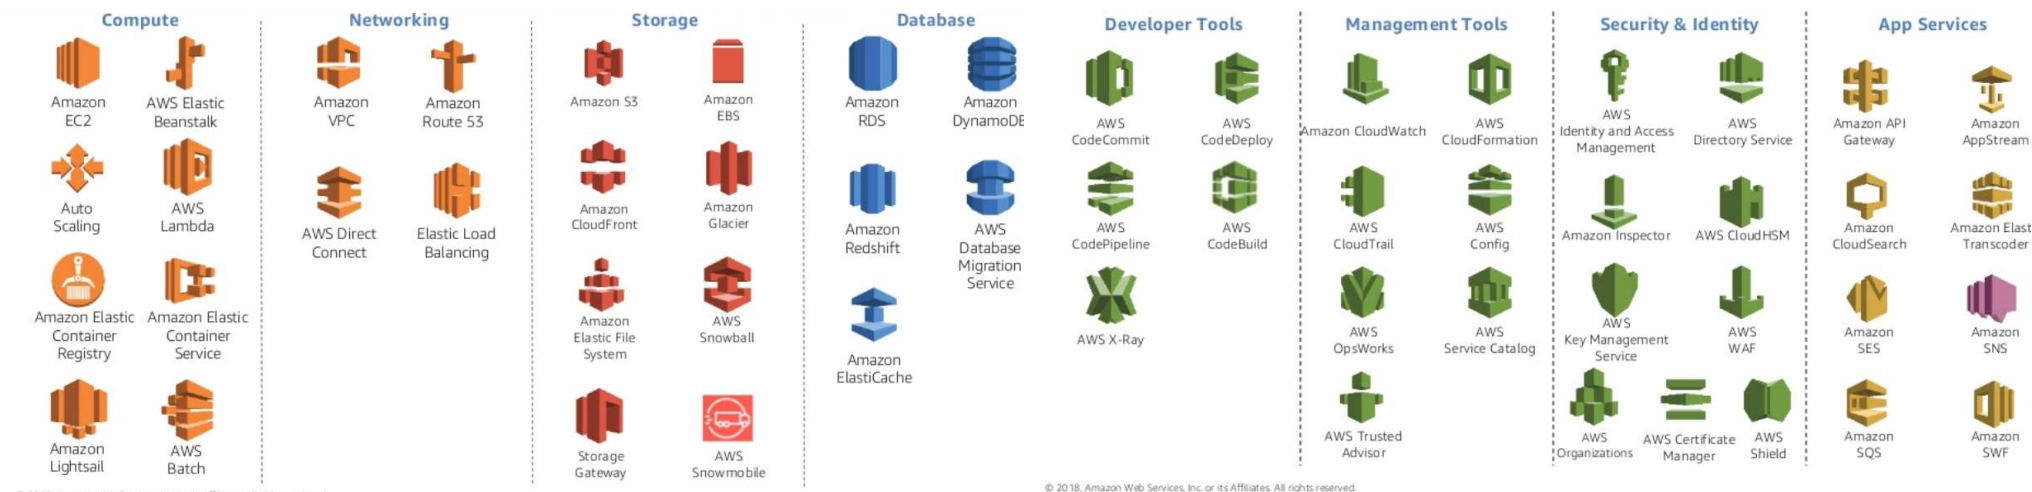 Compute
Amazon
EC2
AWS Elastic
Beanstalk
Auto
Scaling
AWS
Lambda
Amazon Elastic
Container
Registry
Amazon Elastic
Container
Service
Amazon
Lightsail
AWS
Batch
Networking
Amazon
VPC
Amazon
Route 53
AWS Direct
Connect
Elastic Load
Balancing
Storage
Amazon S3
Amazon
EBS
Amazon
CloudFront
Amazon
Glacier
Amazon
Elastic File
System
AWS
Snowball
Storage
Gateway
AWS
Snowmobile
Database
Amazon
RDS
Amazon
DynamoDB
Amazon
Redshift
AWS
Database
Migration
Service
Amazon
ElastiCache
Developer Tools
AWS
CodeCommit
AWS
CodeDeploy
AWS
CodePipeline
AWS
CodeBuild
AWS X-Ray
Management Tools
Amazon CloudWatch
AWS
CloudFormation
AWS
CloudTrail
AWS
Config
AWS
OpsWorks
AWS
Service Catalog
AWS Trusted
Advisor
Security & Identity
AWS
Identity and Access
Management
AWS
Directory Service
Amazon Inspector
AWS CloudHSM
AWS
Key Management
Service
AWS
WAF
AWS
Organizations
AWS Certificate
Manager
AWS
Shield
App Services
Amazon API
Gateway
Amazon
AppStream
Amazon
CloudSearch
Amazon Elast
Transcoder
Amazon
SES
Amazon
SNS
Amazon
SQS
Amazon
SWF
© 2018, Amazon Web Services, Inc. or its Affiliates. All rights reserved.